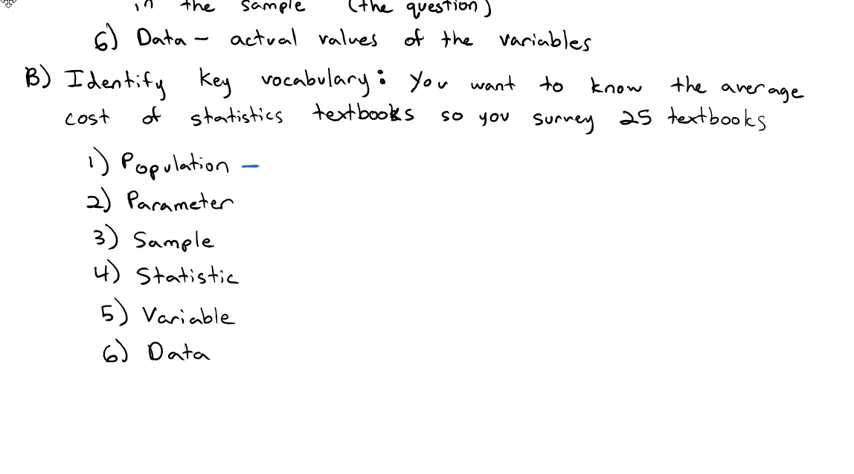 in the sample (the question)
6) Data - actual values of the variables
B) Identify key vocabulary: You want to know the average
cost of statistics textbooks so you survey 25 textbooks
1) Population -
2) Parameter
3) Sample
4) Statistic
5) Variable
6) Data